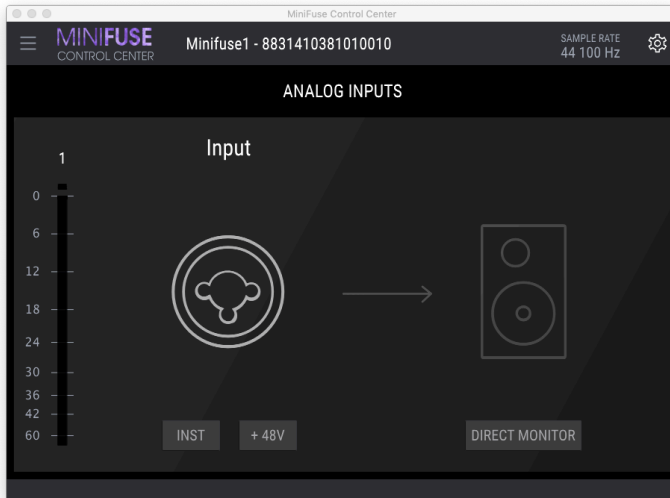 MiniFuse Control Center
MINIFUSE
CONTROL CENTER
Minifuse1 - 8831410381010010
SAMPLE RATE
44 100 Hz
ANALOG INPUTS
Input
1
0
6
12
18
24
30
36
42
60
INST
+ 48V
DIRECT MONITOR